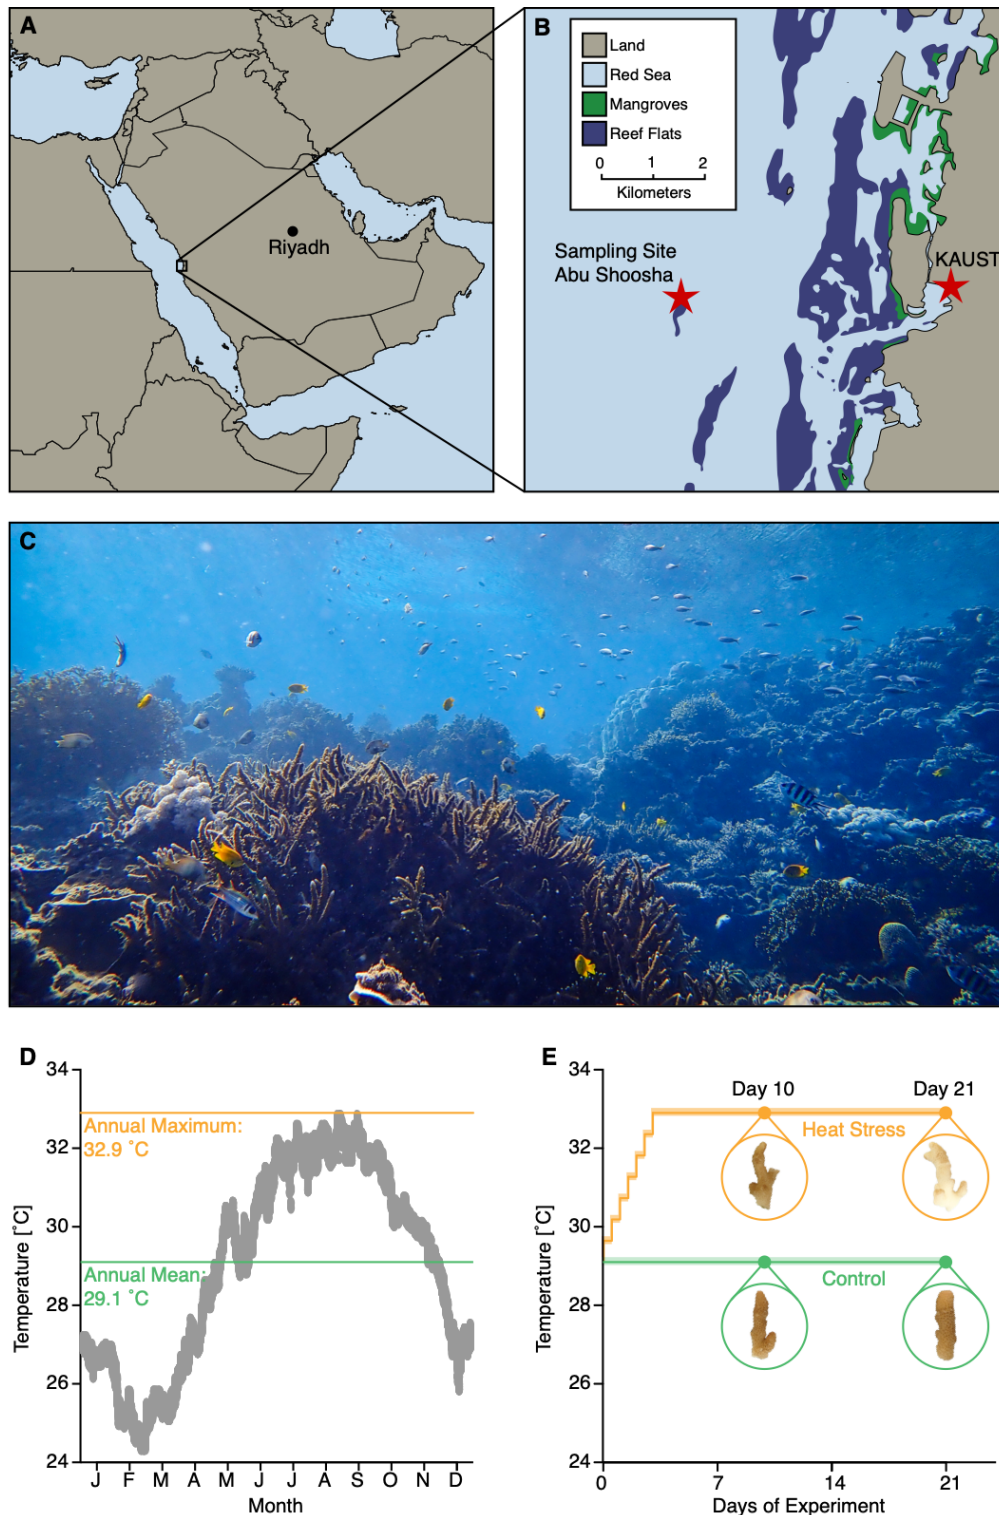 A
Riyadh
B
Land
Red Sea
Mangroves
Reef Flats
0 1 2
Kilometers
Sampling Site
Abu Shoosha
KAUST
C
D
34
32
30
28
26
24
Temperature [˚C]
Annual Maximum:
32.9 ˚C
Annual Mean:
29.1 ˚C
J F M A M J J A S O N D
Month
E
34
32
30
28
26
24
Temperature [˚C]
Day 10
Day 21
Heat Stress
Control
0 7 14 21
Days of Experiment